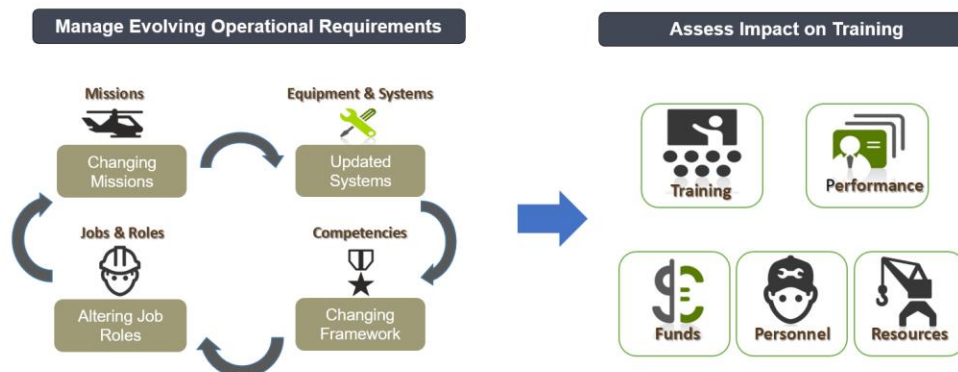 Manage Evolving Operational Requirements
Assess Impact on Training
Missions
Changing
Missions
Equipment & Systems
Updated
Systems
Jobs & Roles
Altering Job
Roles
Competencies
Changing
Framework
Training
Performance
Funds
Personnel
Resources